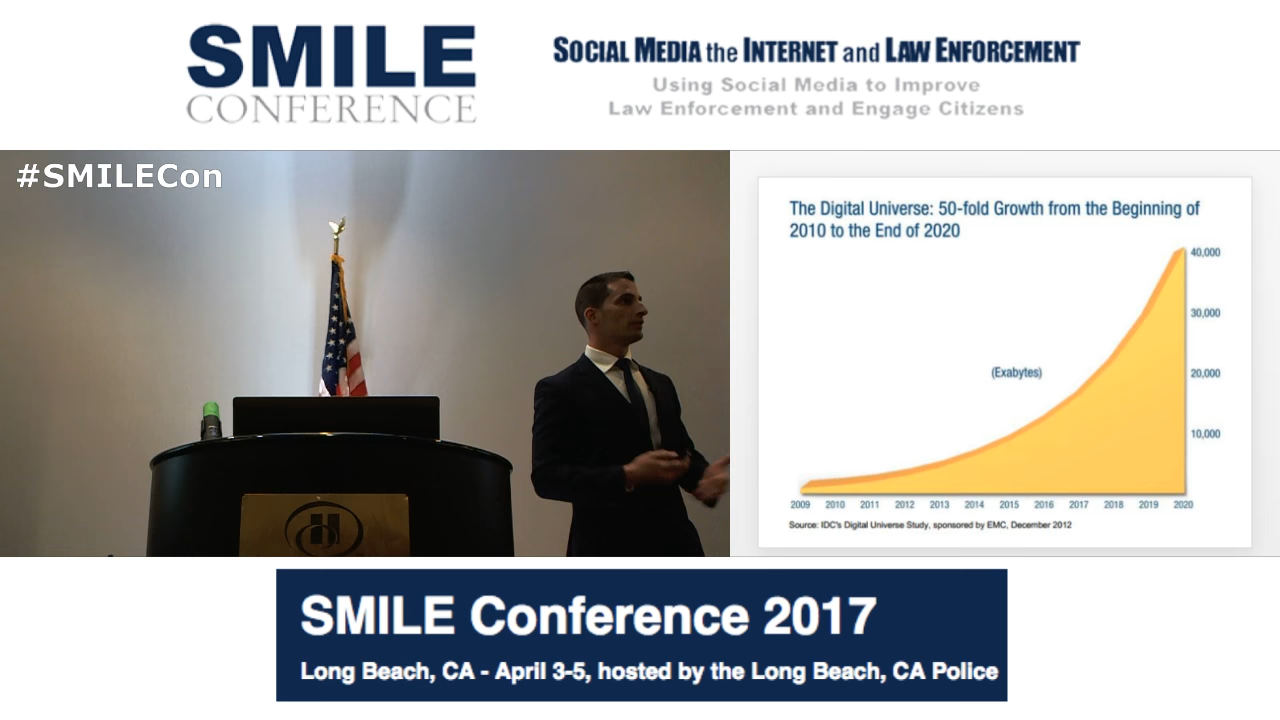 SMILE
CONFERENCE
SOCIAL MEDIA the INTERNET and LAW ENFORCEMENT
Using Social Media to Improve
Law Enforcement and Engage Citizens
#SMILECon
H
The Digital Universe: 50-fold Growth from the Beginning of
2010 to the End of 2020
40,000
30,000
(Exabytes)
20,000
10,000
2009 2010 2011 2012 2013 2014 2015 2016 2017 2018 2019 2020
Source: IDC's Digital Universe Study, sponsored by EMC, December 2012
SMILE Conference 2017
Long Beach, CA - April 3-5, hosted by the Long Beach, CA Police